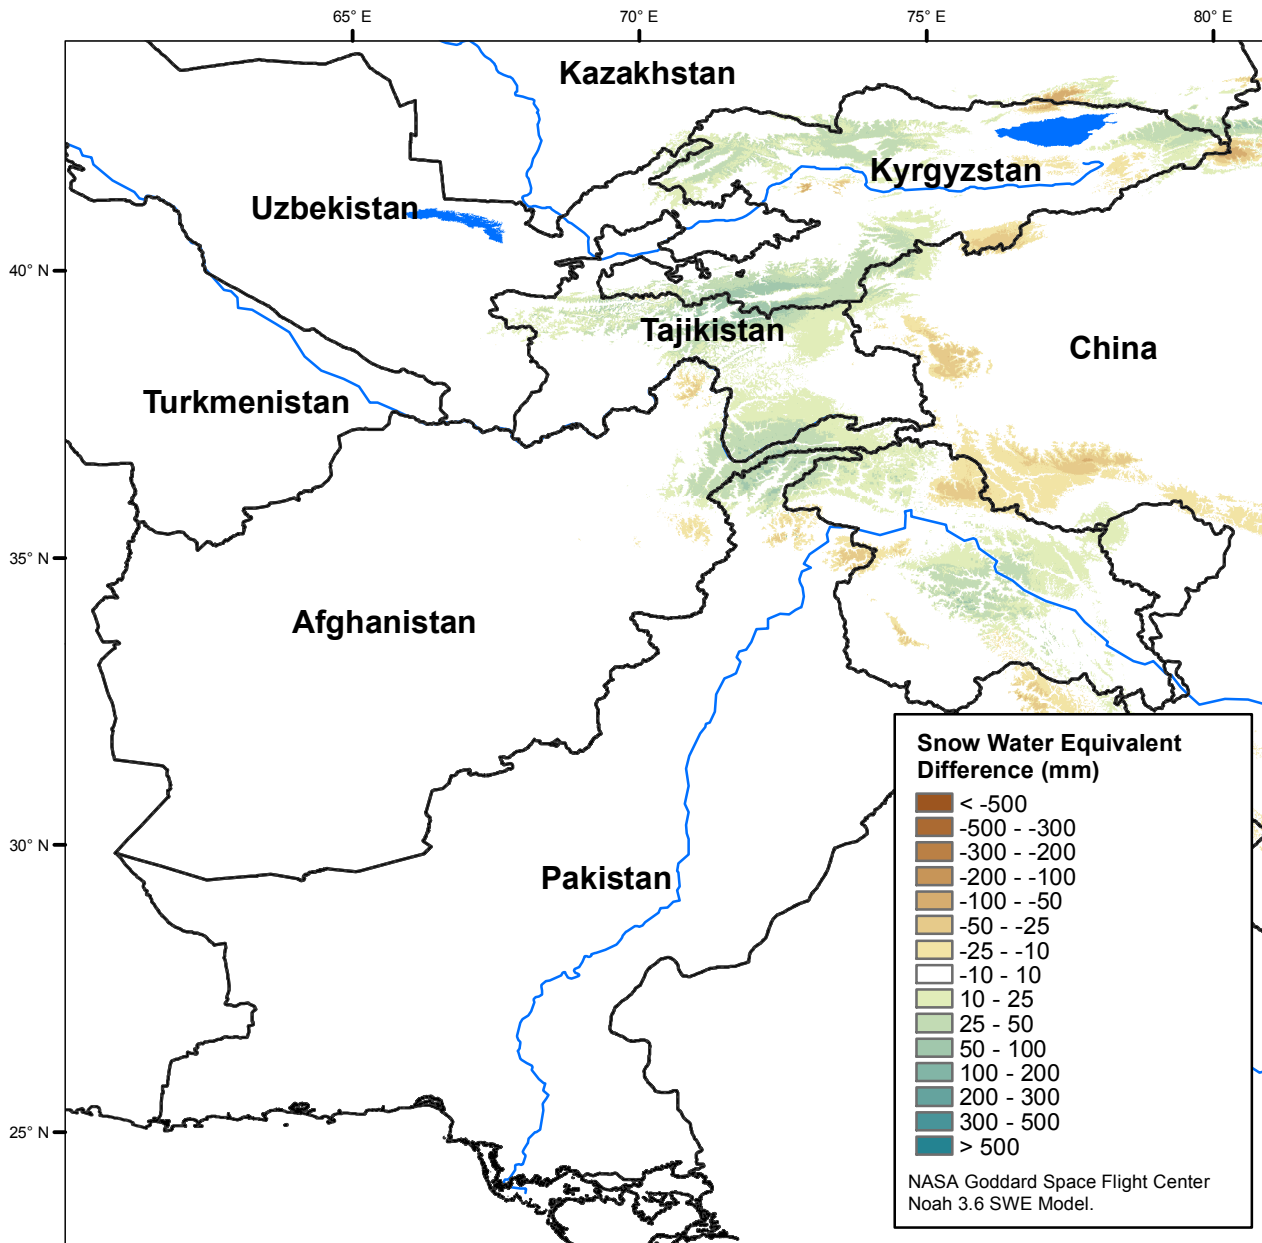 65° E
70° E
75° E
80° E
Kazakhstan
Kyrgyzstan
Uzbekistan
40° N
Tajikistan
China
Turkmenistan
35° N
Afghanistan
Snow Water Equivalent
Difference (mm)
< -500
-500 - -300
-300 - -200
-200 - -100
-100 - -50
-50 - -25
-25 - -10
-10 - 10
10 - 25
25 - 50
50 - 100
100 - 200
200 - 300
300 - 500
> 500
NASA Goddard Space Flight Center
Noah 3.6 SWE Model.
30° N
Pakistan
25° N